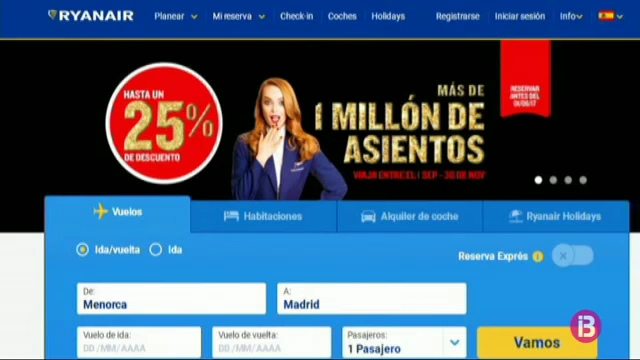 RYANAIR
Planear
Mi reserva
Check-in
Coches
Holidays
Registrarse
Iniciar sesión
Info
HASTA UN
25%
DE DESCUENTO
MÁS DE
1 MILLÓN DE
ASIENTOS
VIAJA ENTRE EL 1 SEP - 30 DE NOV
RESERVAR
ANTES DEL
Vuelos
Habitaciones
Alquiler de coche
Ryanair Holidays
Ida/vuelta
Ida
Reserva Exprés
De:
Menorca
A:
Madrid
Vuelo de ida:
DD/MM/AAAA
Vuelo de vuelta:
DD/MM/AAAA
Pasajeros:
1 Pasajero
Vamos